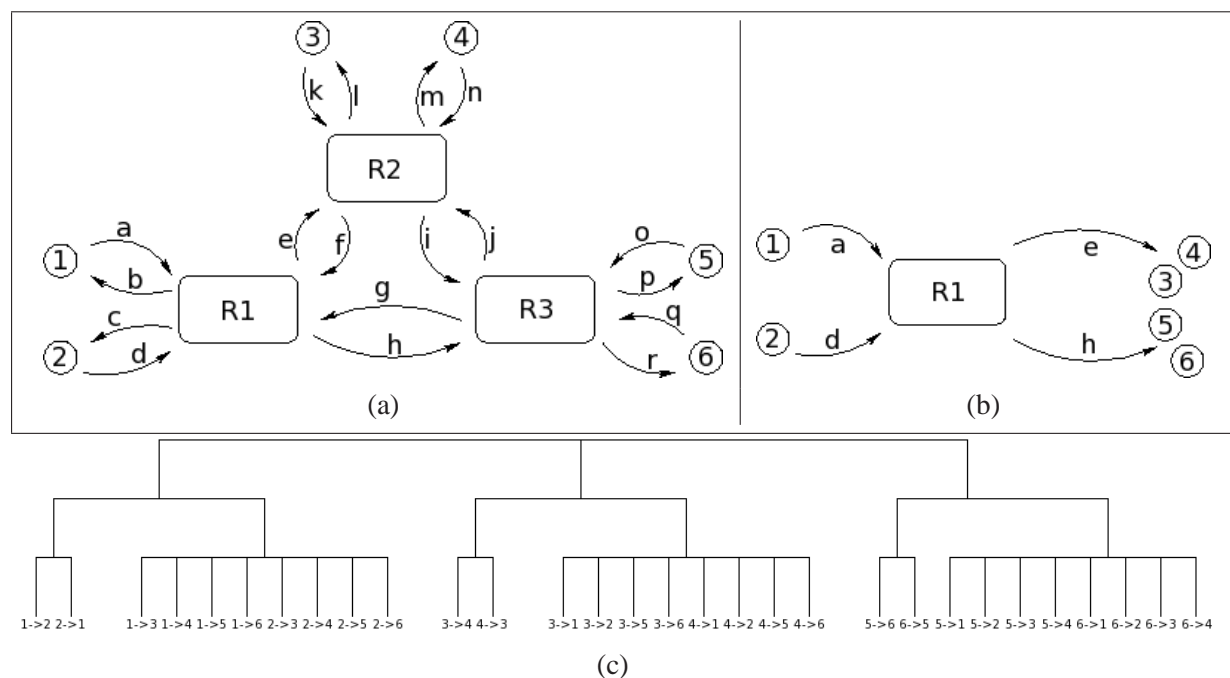 3 4
k l m n
R2
a e f i j o
1 5
b g p
R1 R3
c q
2 d h r 6
(a)
1 a e 4
3
R1
5
2 d h 6
(b)
1->2 2->1 1->3 1->4 1->5 1->6 2->3 2->4 2->5 2->6 3->4 4->3 3->1 3->2 3->5 3->6 4->1 4->2 4->5 4->6 5->6 6->5 5->1 5->2 5->3 5->4 6->1 6->2 6->3 6->4
(c)